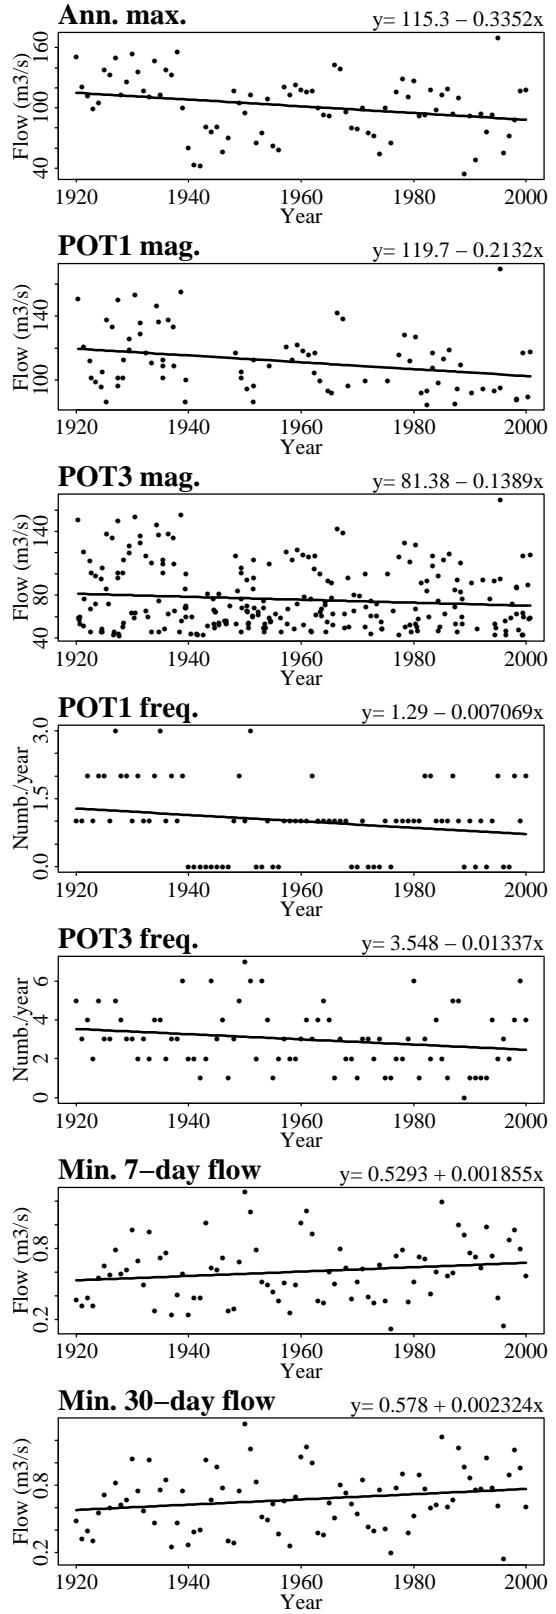 Ann. max.
y= 115.3 − 0.3352x
Flow (m3/s)
40 100 160
1920 1940 1960 1980 2000
Year
POT1 mag.
y= 119.7 − 0.2132x
Flow (m3/s)
100 140
1920 1940 1960 1980 2000
Year
POT3 mag.
y= 81.38 − 0.1389x
Flow (m3/s)
40 80 140
1920 1940 1960 1980 2000
Year
POT1 freq.
y= 1.29 − 0.007069x
Numb./year
0.0 1.5 3.0
1920 1940 1960 1980 2000
Year
POT3 freq.
y= 3.548 − 0.01337x
Numb./year
0 2 4 6
1920 1940 1960 1980 2000
Year
Min. 7−day flow
y= 0.5293 + 0.001855x
Flow (m3/s)
0.2 0.8
1920 1940 1960 1980 2000
Year
Min. 30−day flow
y= 0.578 + 0.002324x
Flow (m3/s)
0.2 0.8
1920 1940 1960 1980 2000
Year